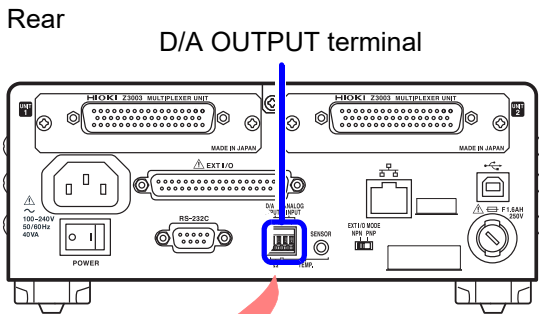 Rear
D/A OUTPUT terminal
UNIT 1
HIOKI Z3003 MULTIPLEXER UNIT
MADE IN JAPAN
HIOKI Z3003 MULTIPLEXER UNIT
MADE IN JAPAN
UNIT 2
EXT I/O
100-240V
50/60Hz
40VA
POWER
RS-232C
D/A
ANALOG
INPUT
SENSOR
TEMP.
EXT I/O MODE
NPN PNP
F 1.6AH
250V